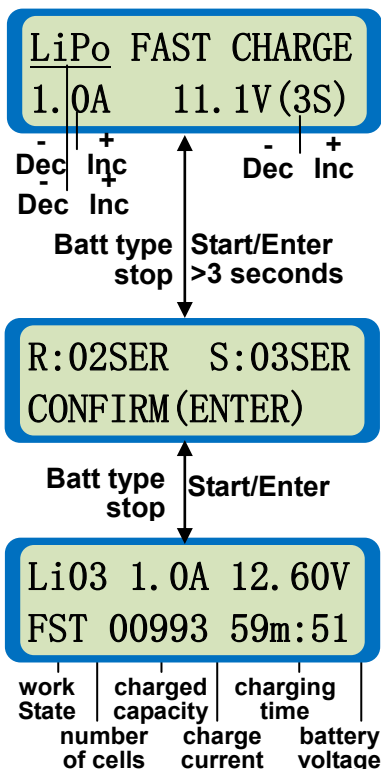 LiPo FAST CHARGE
1.0A 11.1V(3S)
- + - +
Dec Inc Dec Inc
- +
Dec Inc
Batt type Start/Enter
stop >3 seconds
R:02SER S:03SER
CONFIRM(ENTER)
Batt type Start/Enter
stop
Li03 1.0A 12.60V
FST 00993 59m:51
work charged charging
State capacity time
number charge battery
of cells current voltage